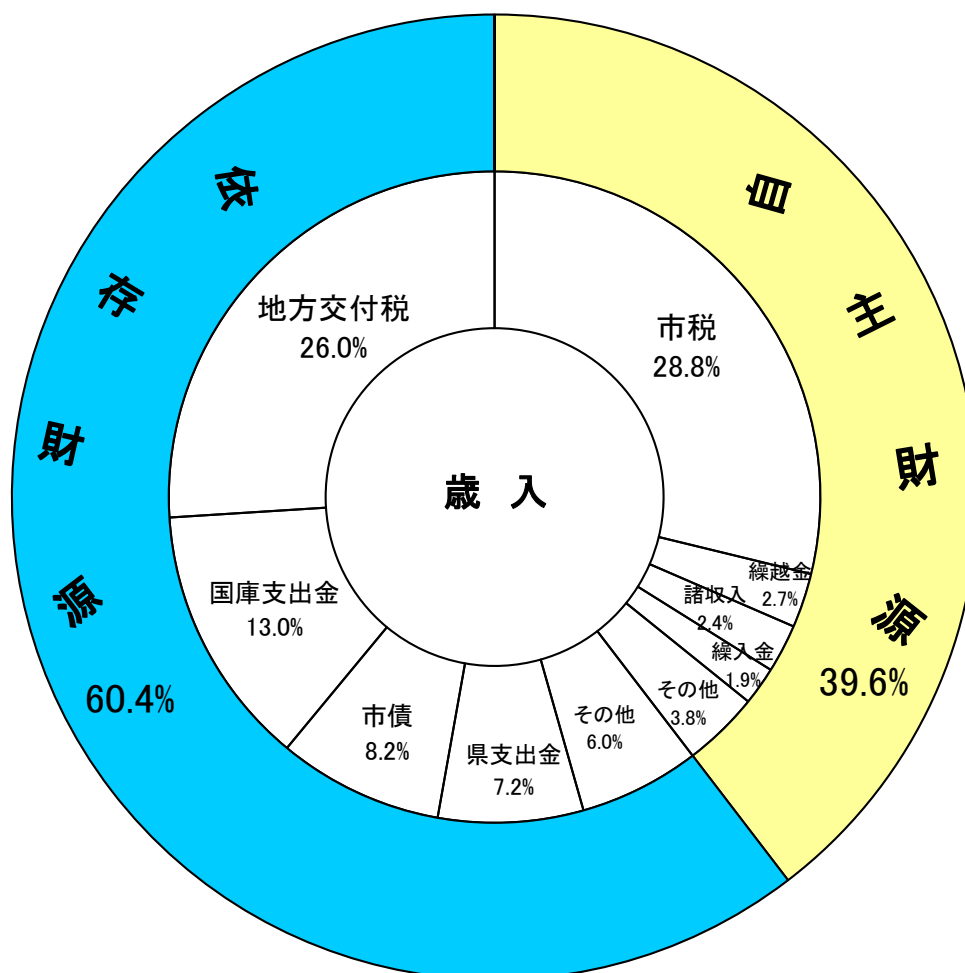 歳 入
自主財源
39.6%
市税
28.8%
繰越金
2.7%
諸収入
2.4%
繰入金
1.9%
その他
3.8%
依存財源
60.4%
その他
6.0%
県支出金
7.2%
市債
8.2%
国庫支出金
13.0%
地方交付税
26.0%